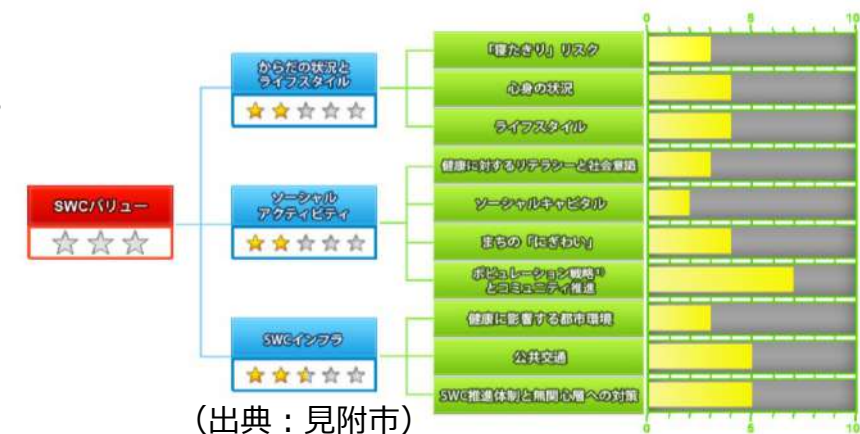 0 5 10
からだの状況と
ライフスタイル
「寝たきり」リスク
心身の状況
ライフスタイル
SWCバリュー
ソーシャル
アクティビティ
健康に対するリテラシーと社会意識
ソーシャルキャピタル
まちの「にぎわい」
ポピュレーション戦略1)
とコミュニティ推進
SWCインフラ
健康に影響する都市環境
公共交通
SWC推進体制と無関心層への対策
0 5 10
（出典：見附市）